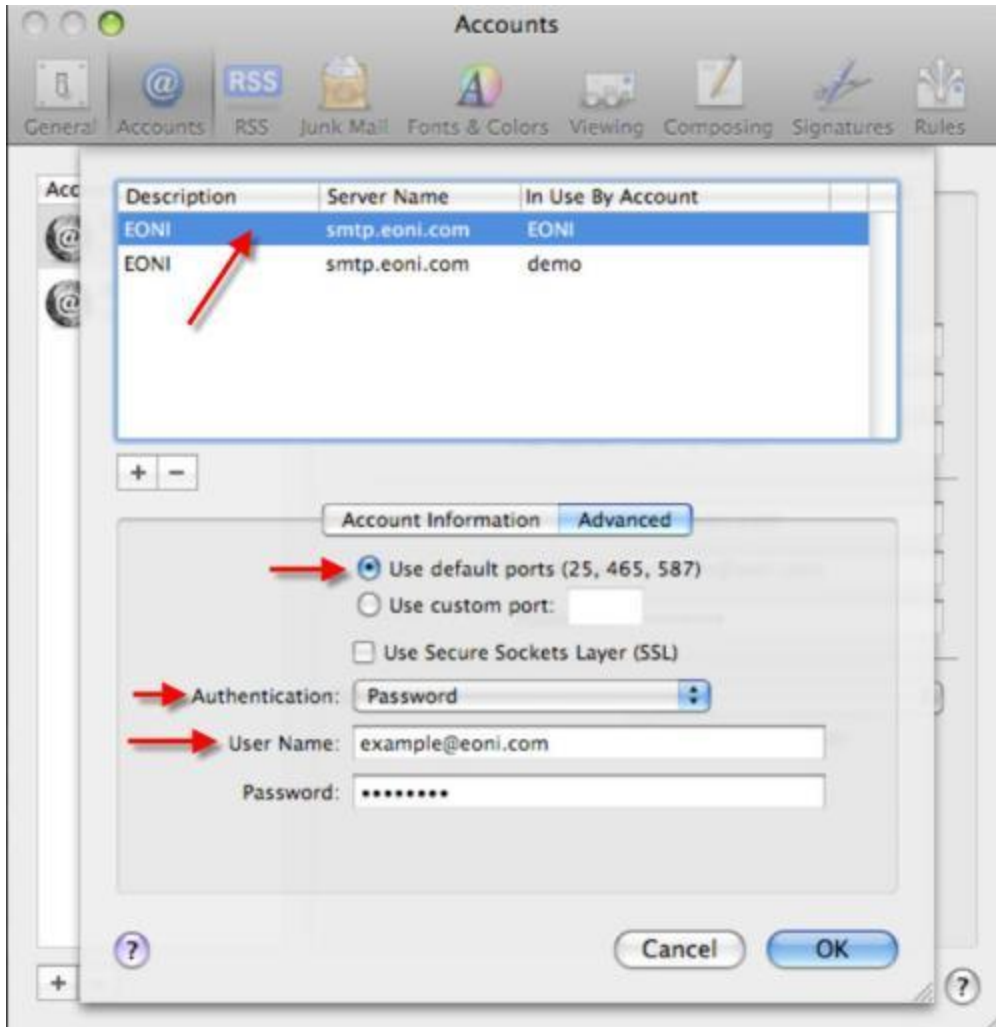 Accounts
General Accounts RSS Junk Mail Fonts & Colors Viewing Composing Signatures Rules
RSS
Acc
Description Server Name In Use By Account
EONI smtp.eoni.com EONI
EONI smtp.eoni.com demo
+ −
Account Information Advanced
Use default ports (25, 465, 587)
Use custom port:
Use Secure Sockets Layer (SSL)
Authentication: Password
User Name: example@eoni.com
Password: ••••••••
? Cancel OK
+ ?